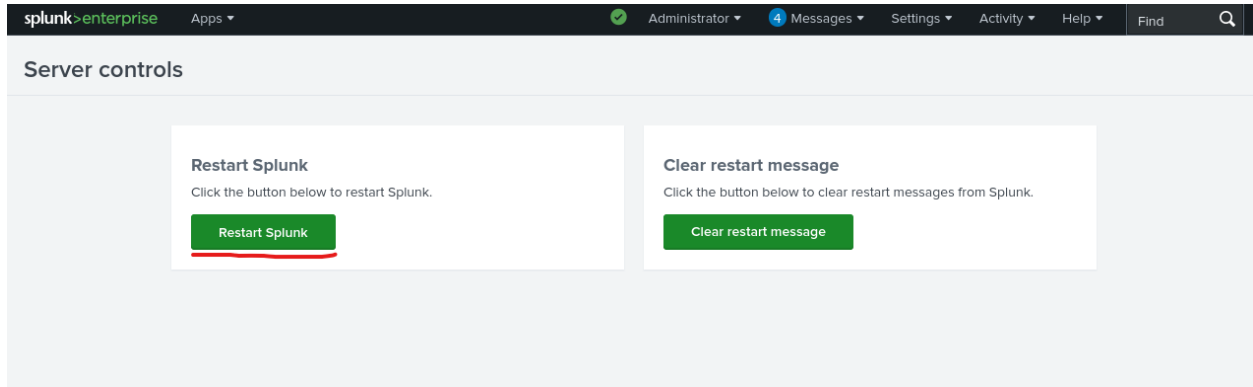 splunk>enterprise Apps Administrator 4 Messages Settings Activity Help Find
Server controls
Restart Splunk
Click the button below to restart Splunk.
Restart Splunk
Clear restart message
Click the button below to clear restart messages from Splunk.
Clear restart message